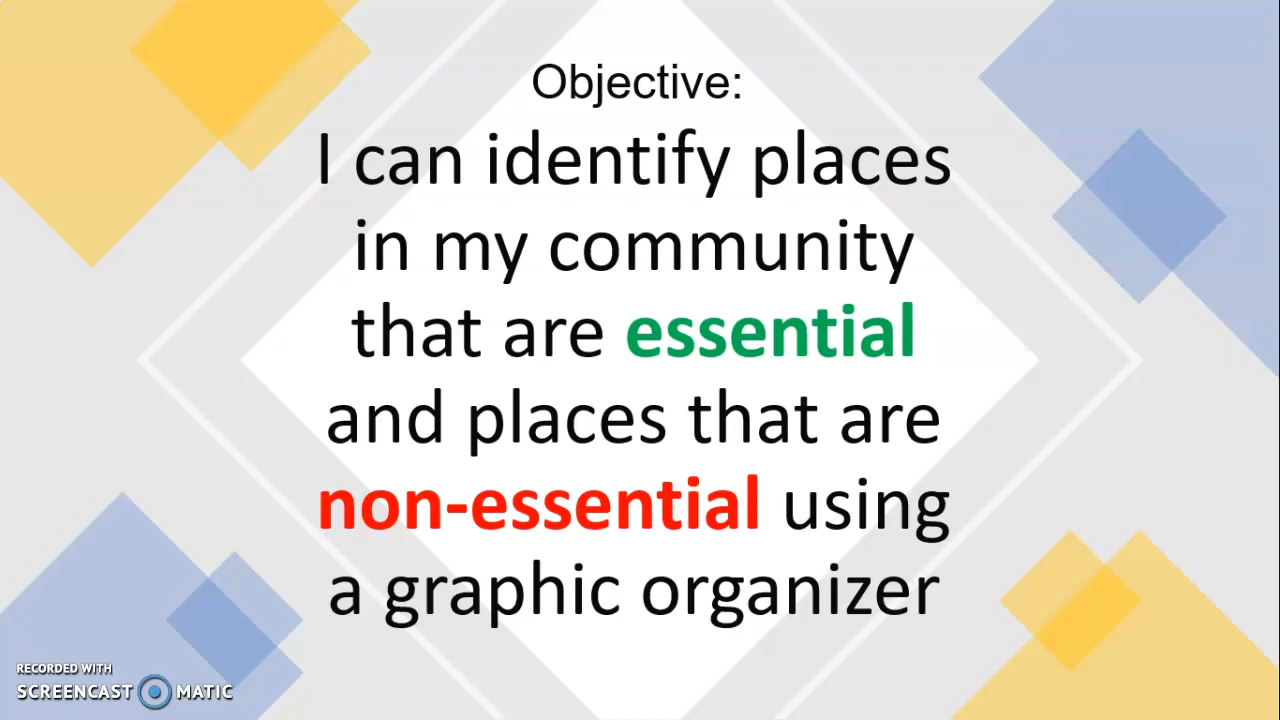 Objective:
I can identify places
in my community
that are essential
and places that are
non-essential using
a graphic organizer
RECORDED WITH
SCREENCAST MATIC